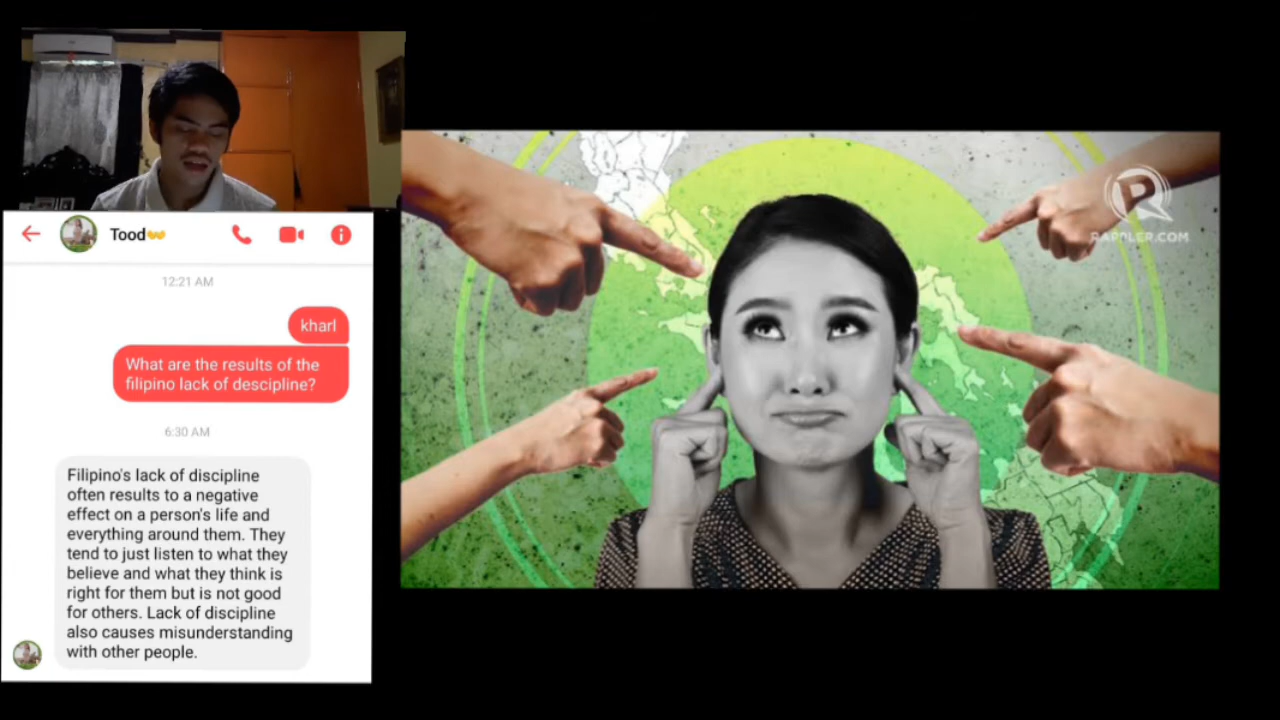 Tood
12:21 AM
kharl
What are the results of the
filipino lack of descipline?
6:30 AM
Filipino's lack of discipline
often results to a negative
effect on a person's life and
everything around them. They
tend to just listen to what they
believe and what they think is
right for them but is not good
for others. Lack of discipline
also causes misunderstanding
with other people.
RAPPLER.COM